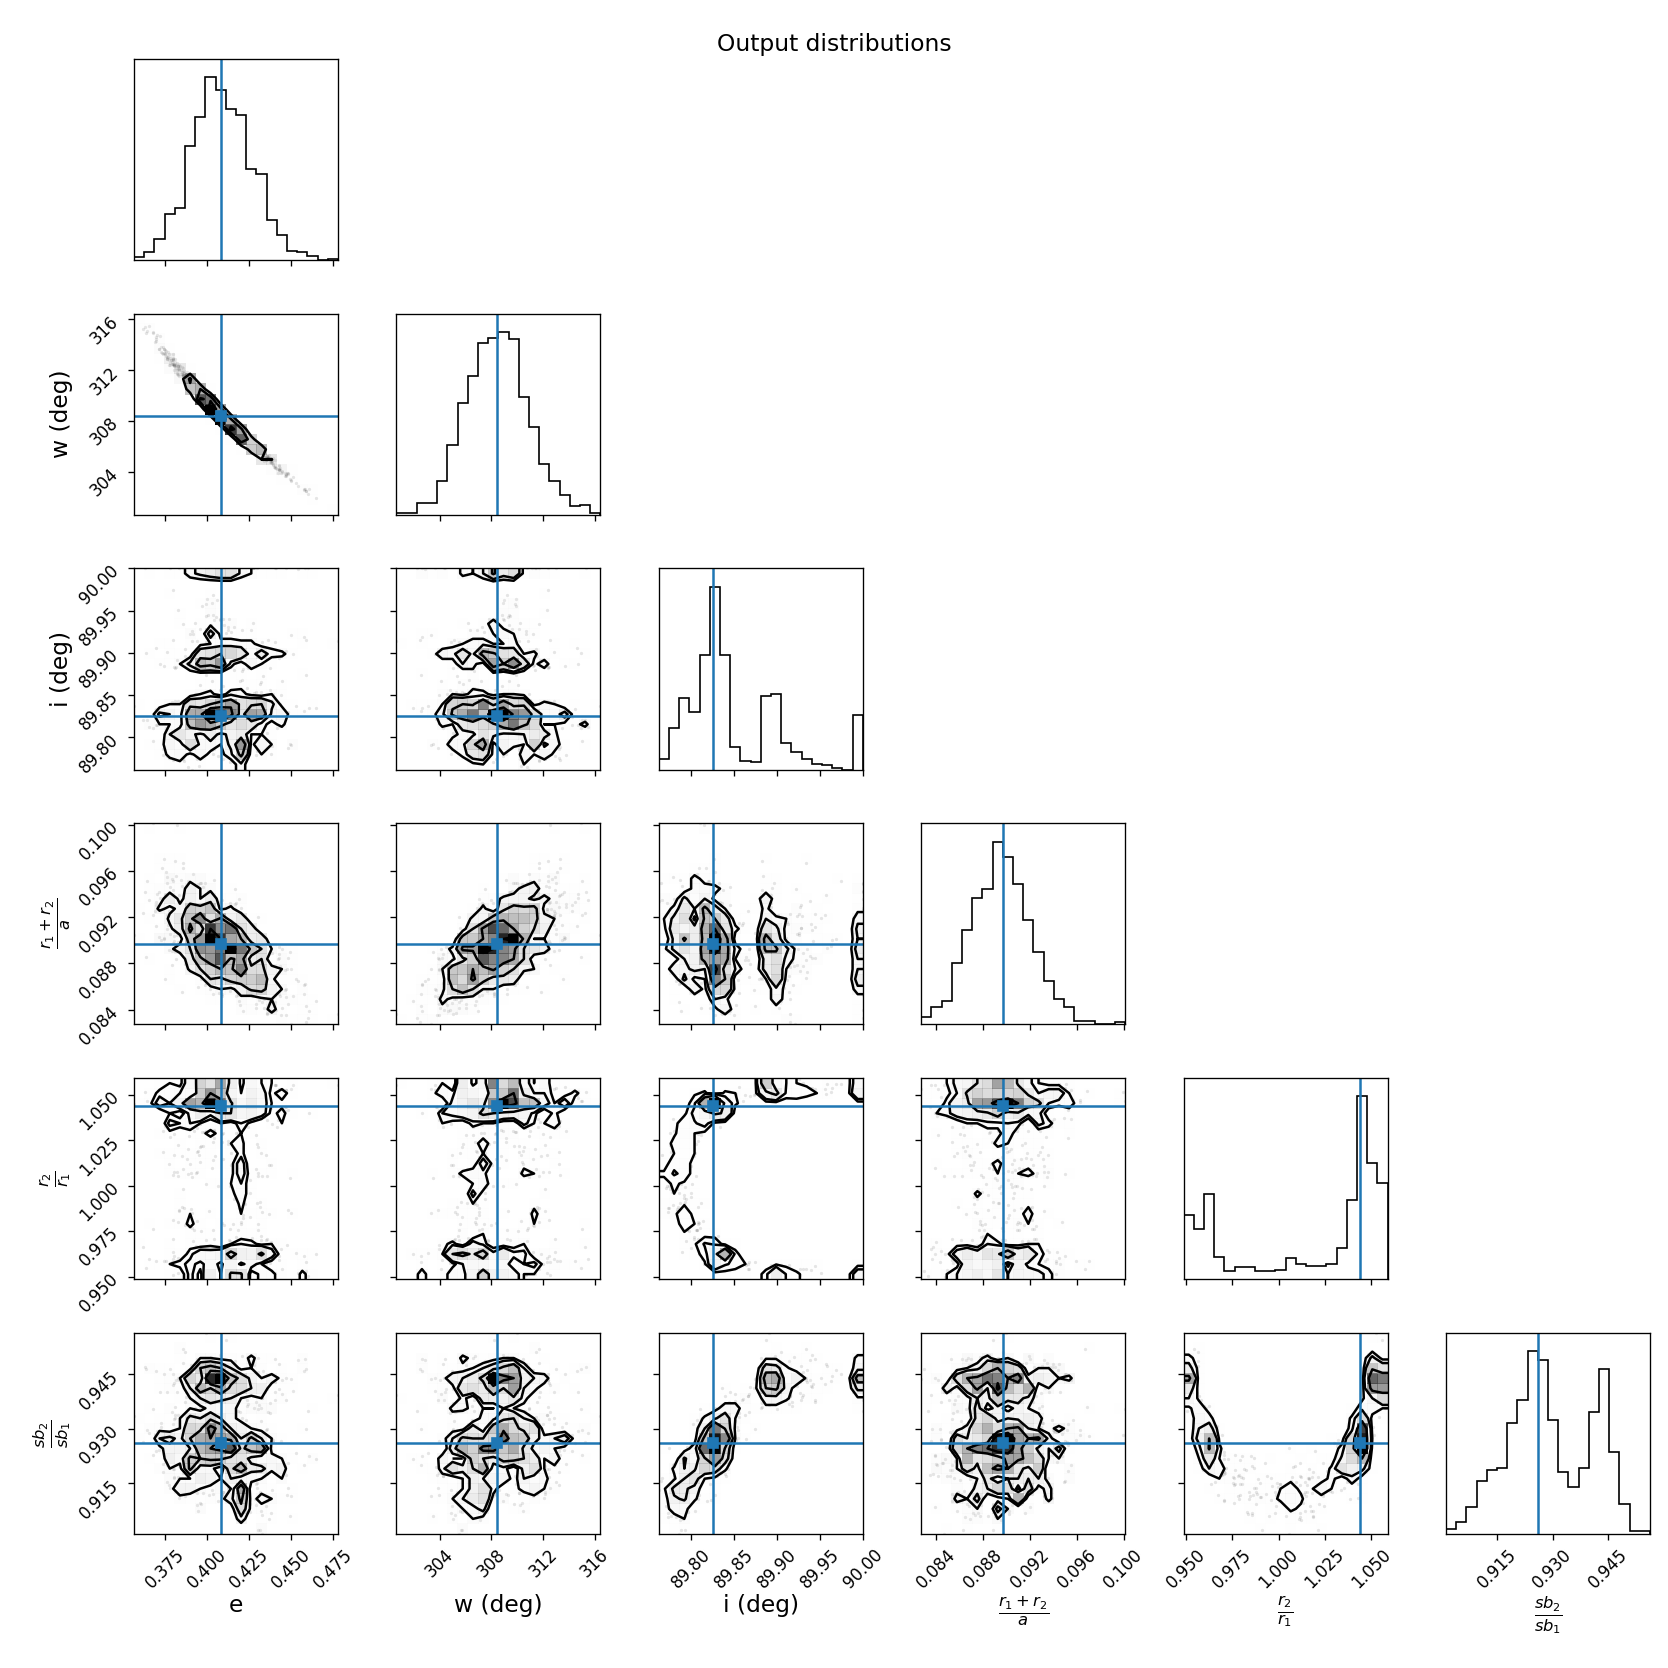 Output distributions
w (deg)
316
312
308
304
i (deg)
90.00
89.95
89.90
89.85
89.80
r1 + r2
a
0.100
0.096
0.092
0.088
0.084
r2
r1
1.050
1.025
1.000
0.975
0.950
sb2
sb1
0.945
0.930
0.915
0.375 0.400 0.425 0.450 0.475
304 308 312 316
89.80 89.85 89.90 89.95 90.00
0.084 0.088 0.092 0.096 0.100
0.950 0.975 1.000 1.025 1.050
0.915 0.930 0.945
e
w (deg)
i (deg)
r1 + r2
a
r2
r1
sb2
sb1